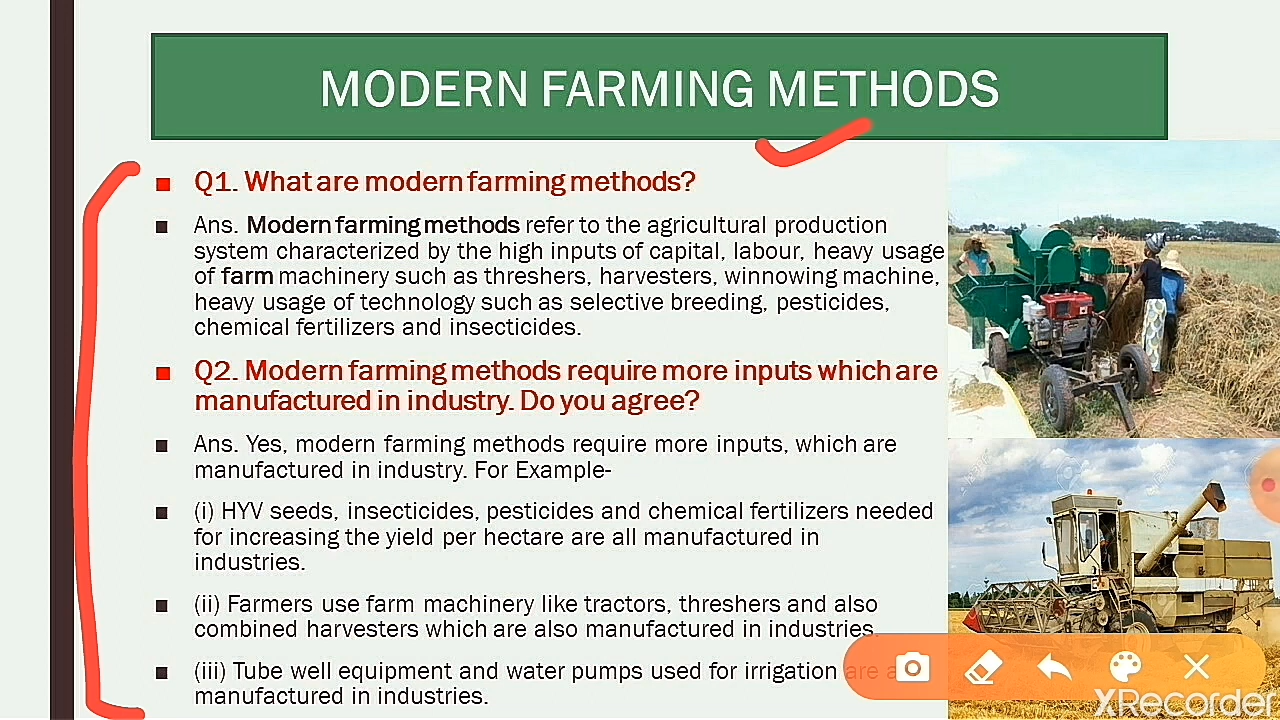 MODERN FARMING METHODS
Q1. What are modern farming methods?
Ans. Modern farming methods refer to the agricultural production
system characterized by the high inputs of capital, labour, heavy usage
of farm machinery such as threshers, harvesters, winnowing machine,
heavy usage of technology such as selective breeding, pesticides,
chemical fertilizers and insecticides.
Q2. Modern farming methods require more inputs which are
manufactured in industry. Do you agree?
Ans. Yes, modern farming methods require more inputs, which are
manufactured in industry. For Example-
(i) HYV seeds, insecticides, pesticides and chemical fertilizers needed
for increasing the yield per hectare are all manufactured in
industries.
(ii) Farmers use farm machinery like tractors, threshers and also
combined harvesters which are also manufactured in industries.
(iii) Tube well equipment and water pumps used for irrigation are
manufactured in industries.
XRecorder